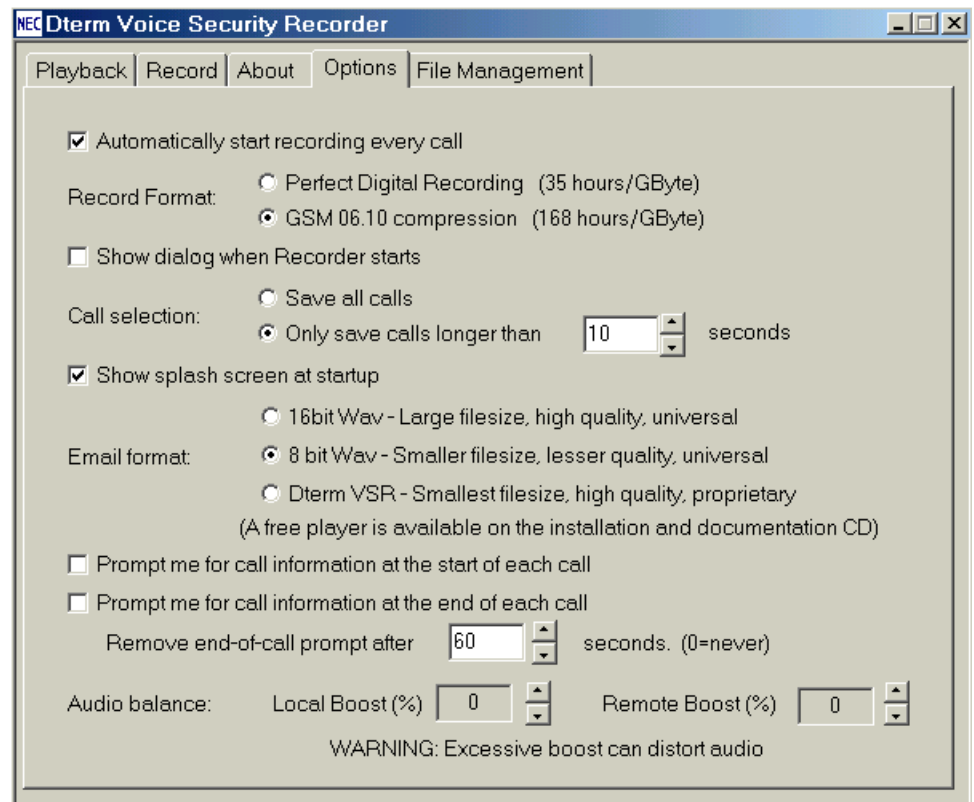 NEC Dterm Voice Security Recorder
Playback Record About Options File Management
Automatically start recording every call
Record Format:
Perfect Digital Recording (35 hours/GByte)
GSM 06.10 compression (168 hours/GByte)
Show dialog when Recorder starts
Call selection:
Save all calls
Only save calls longer than 10 seconds
Show splash screen at startup
Email format:
16bit Wav - Large filesize, high quality, universal
8 bit Wav - Smaller filesize, lesser quality, universal
Dterm VSR - Smallest filesize, high quality, proprietary
(A free player is available on the installation and documentation CD)
Prompt me for call information at the start of each call
Prompt me for call information at the end of each call
Remove end-of-call prompt after 60 seconds. (0=never)
Audio balance: Local Boost (%) 0 Remote Boost (%) 0
WARNING: Excessive boost can distort audio